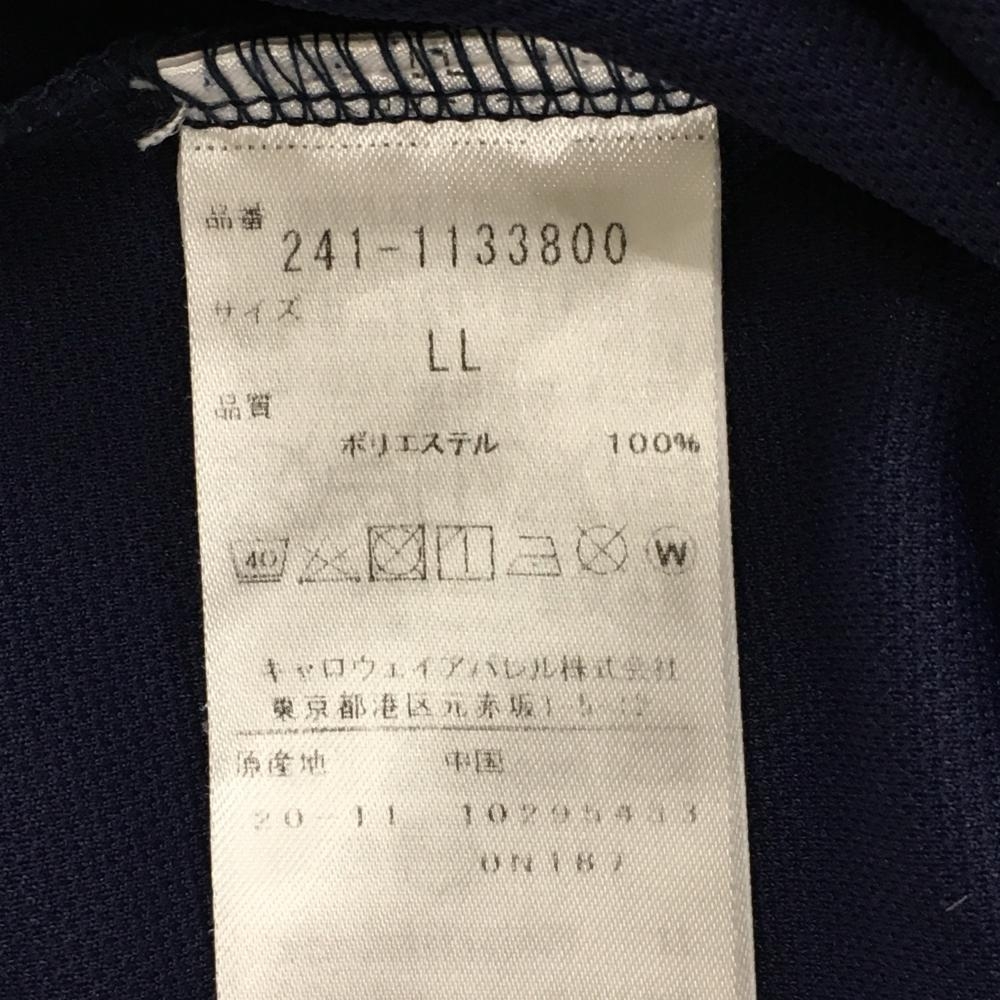 品番
241-1133800
サイズ
LL
品質
ポリエステル 100%
40
W
キャロウェイアパレル株式会社
東京都港区元赤坂1-5-12
原産地 中国
20-11 10295433
0N187